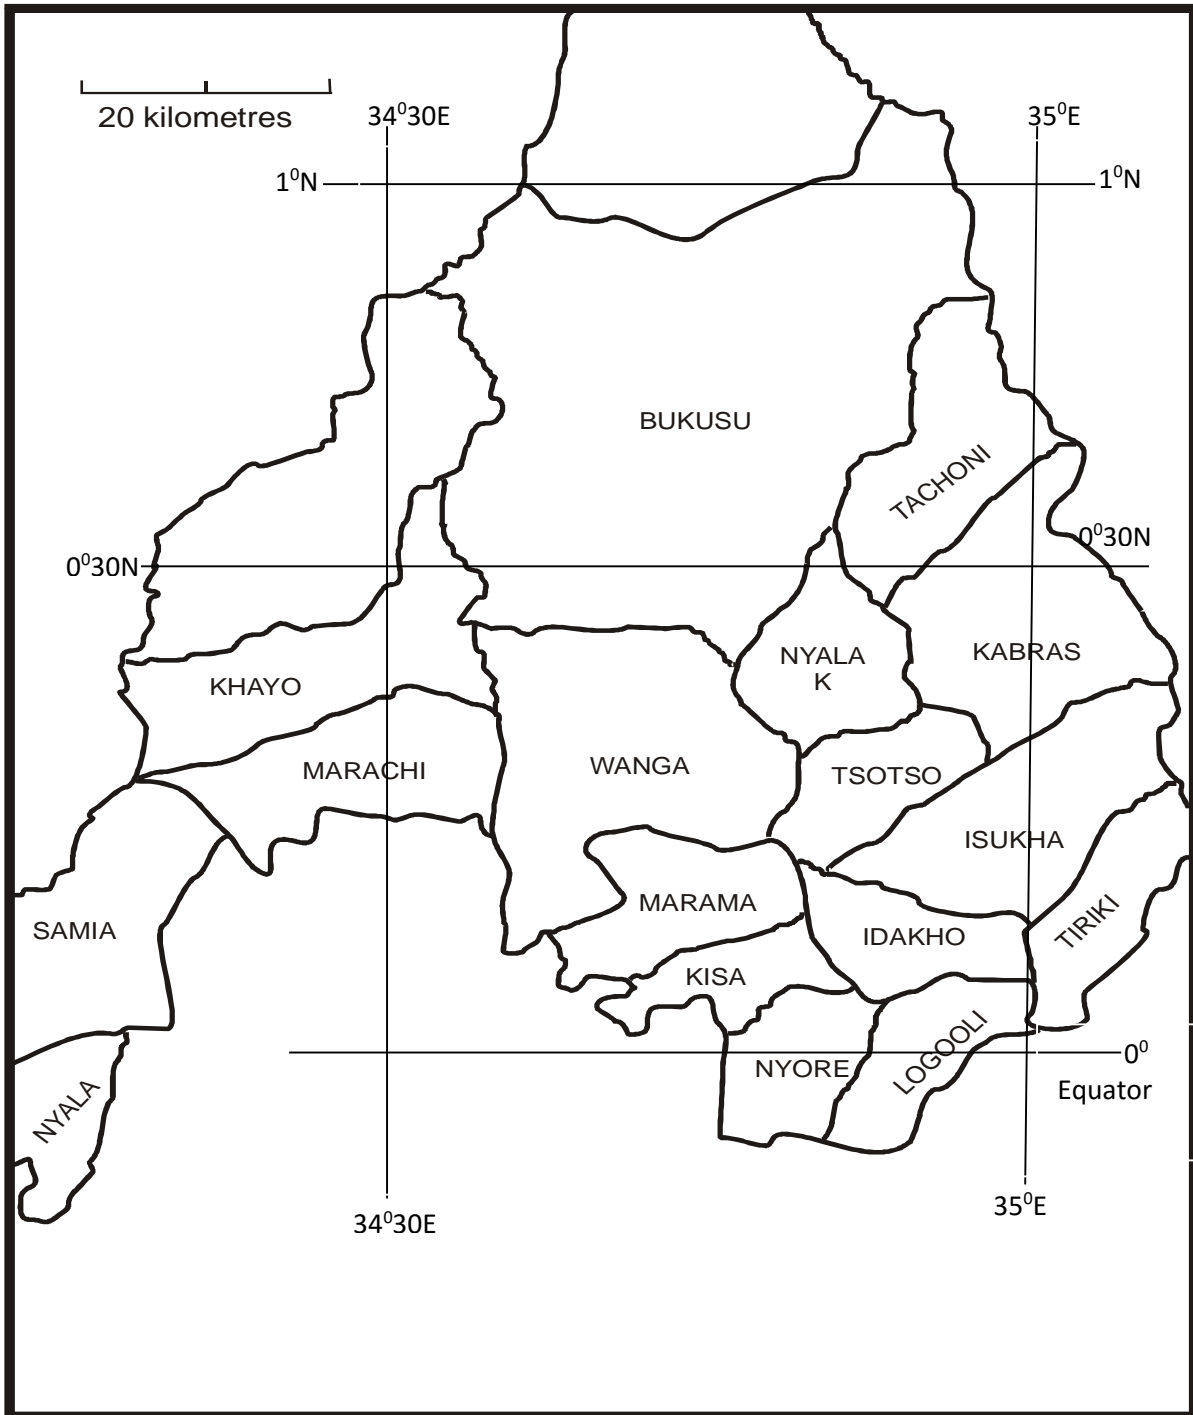 20 kilometres
34⁰30E
35⁰E
1⁰N
1⁰N
BUKUSU
TACHONI
0⁰30N
0⁰30N
NYALA
K
KABRAS
KHAYO
WANGA
MARACHI
TSOTSO
ISUKHA
MARAMA
TIRIKI
SAMIA
IDAKHO
KISA
LOGOOLI
NYORE
0⁰
Equator
NYALA
35⁰E
34⁰30E